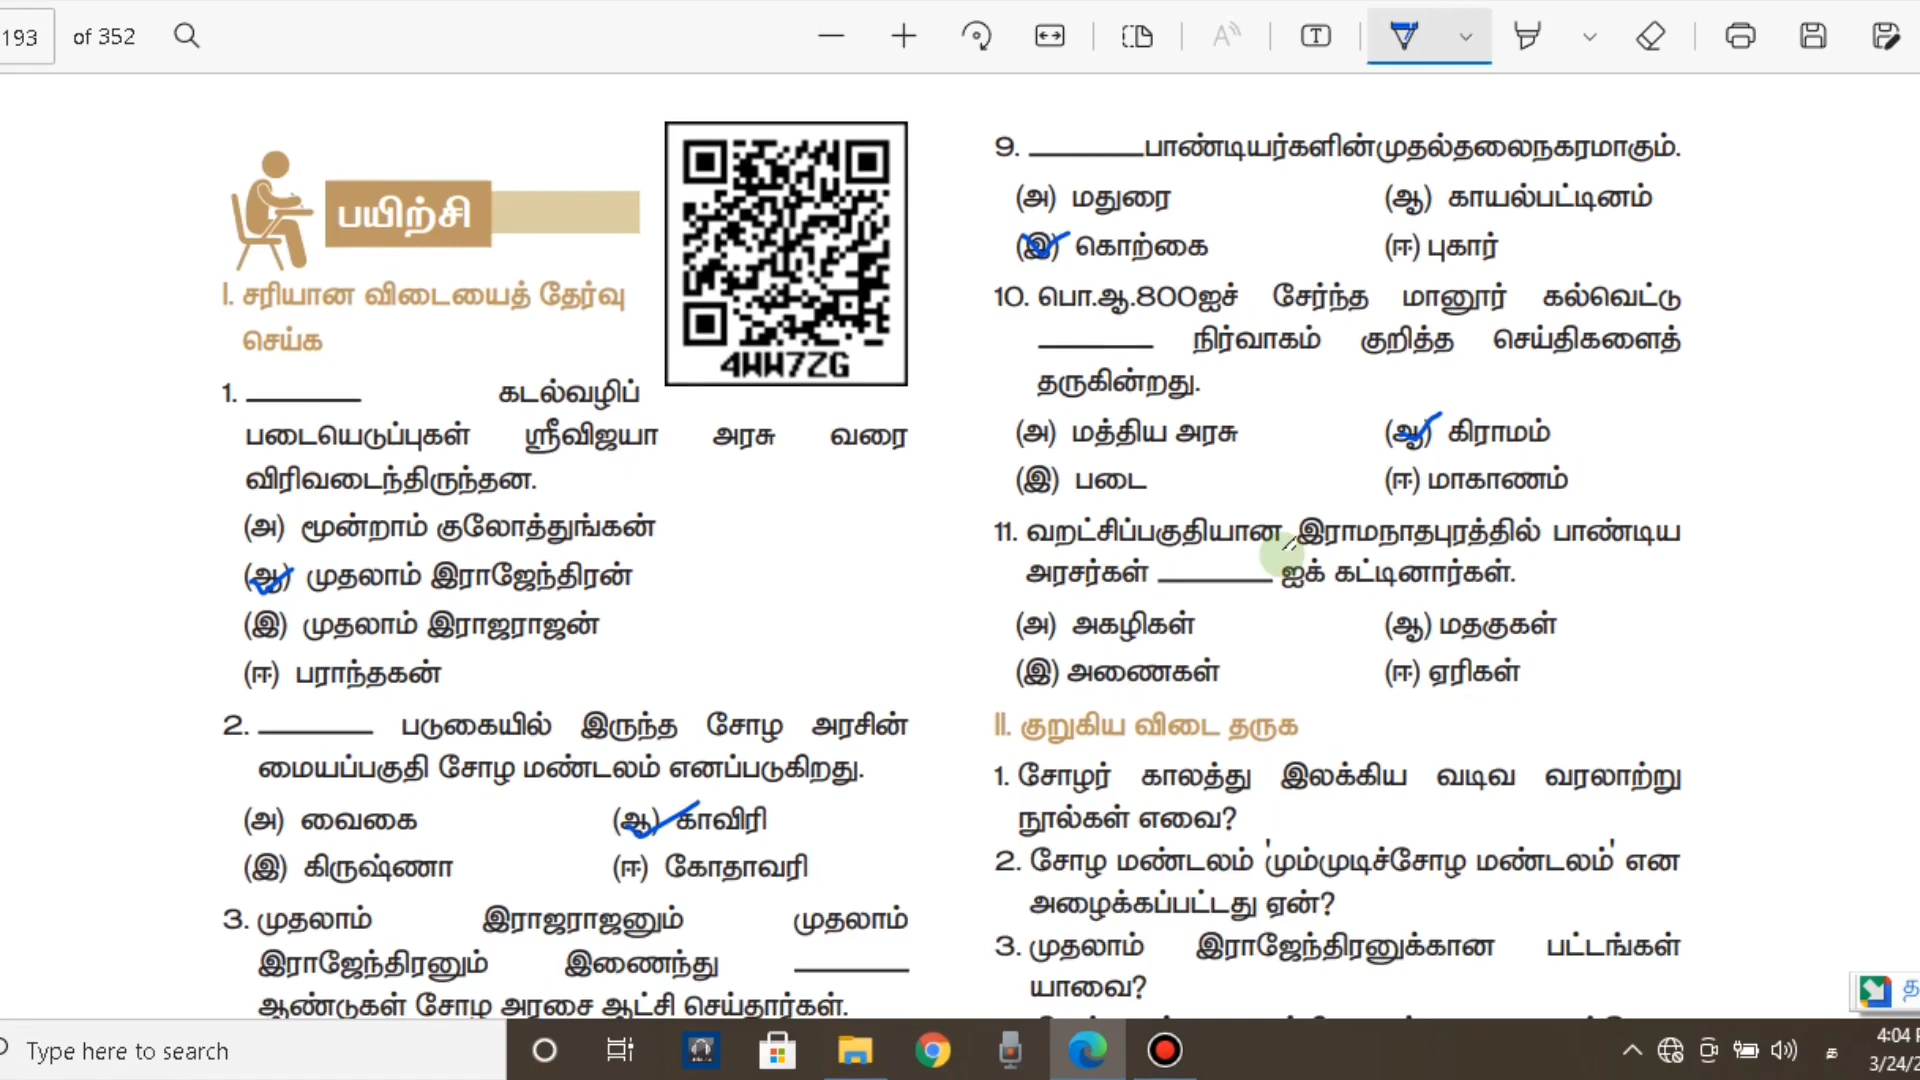 193 of 352
பயிற்சி
I. சரியான விடையைத் தேர்வு
செய்க
4WW7ZG
1. ________ கடல்வழிப்
படையெடுப்புகள் ஸ்ரீவிஜயா அரசு வரை
விரிவடைந்திருந்தன.
(அ) மூன்றாம் குலோத்துங்கன்
(ஆ) முதலாம் இராஜேந்திரன்
(இ) முதலாம் இராஜராஜன்
(ஈ) பராந்தகன்
2. ________ படுகையில் இருந்த சோழ அரசின்
மையப்பகுதி சோழ மண்டலம் எனப்படுகிறது.
(அ) வைகை (ஆ) காவிரி
(இ) கிருஷ்ணா (ஈ) கோதாவரி
3. முதலாம் இராஜராஜனும் முதலாம்
இராஜேந்திரனும் இணைந்து ________
ஆண்டுகள் சோழ அரசை ஆட்சி செய்தார்கள்.
9. ________பாண்டியர்களின்முதல்தலைநகரமாகும்.
(அ) மதுரை (ஆ) காயல்பட்டினம்
(இ) கொற்கை (ஈ) புகார்
10. பொ.ஆ.800ஐச் சேர்ந்த மானூர் கல்வெட்டு
________ நிர்வாகம் குறித்த செய்திகளைத்
தருகின்றது.
(அ) மத்திய அரசு (ஆ) கிராமம்
(இ) படை (ஈ) மாகாணம்
11. வறட்சிப்பகுதியான இராமநாதபுரத்தில் பாண்டிய
அரசர்கள் ________ ஐக் கட்டினார்கள்.
(அ) அகழிகள் (ஆ) மதகுகள்
(இ) அணைகள் (ஈ) ஏரிகள்
II. குறுகிய விடை தருக
1. சோழர் காலத்து இலக்கிய வடிவ வரலாற்று
நூல்கள் எவை?
2. சோழ மண்டலம் 'மும்முடிச்சோழ மண்டலம்' என
அழைக்கப்பட்டது ஏன்?
3. முதலாம் இராஜேந்திரனுக்கான பட்டங்கள்
யாவை?
த
Type here to search
4:04
3/24/2